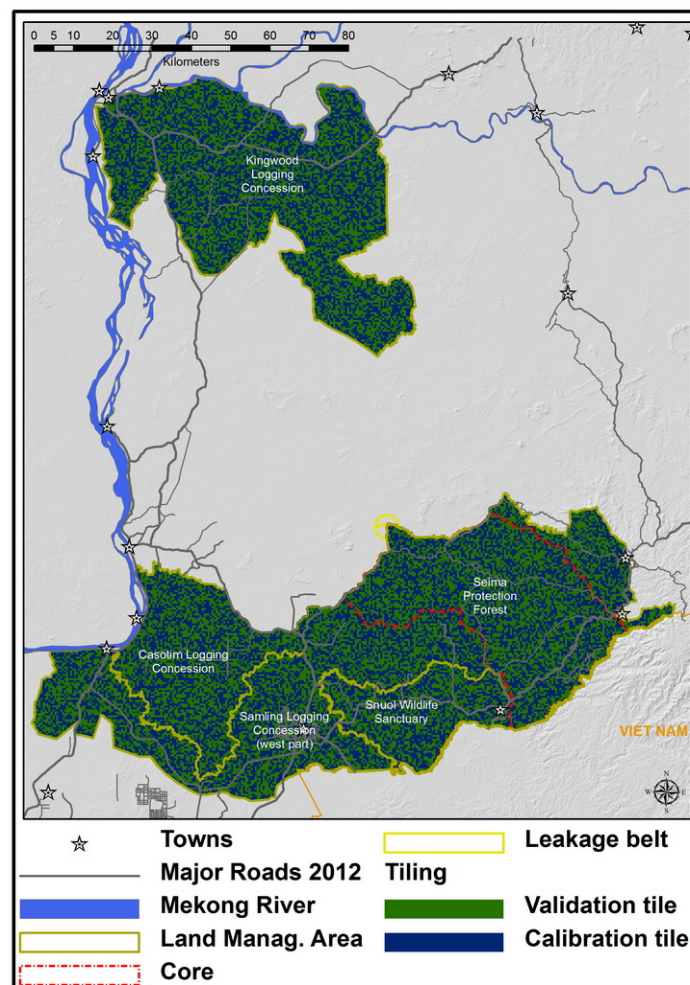 0 5 10 20 30 40 50 60 70 80
Kilometers
Kingwood
Logging
Concession
Seima
Protection
Forest
Casotim Logging
Concession
Snuol Wildlife
Sanctuary
Samling Logging
Concession
(west part)
VIET NAM
N
W E
S
Towns
Leakage belt
Major Roads 2012
Tiling
Mekong River
Validation tile
Land Manag. Area
Calibration tile
Core